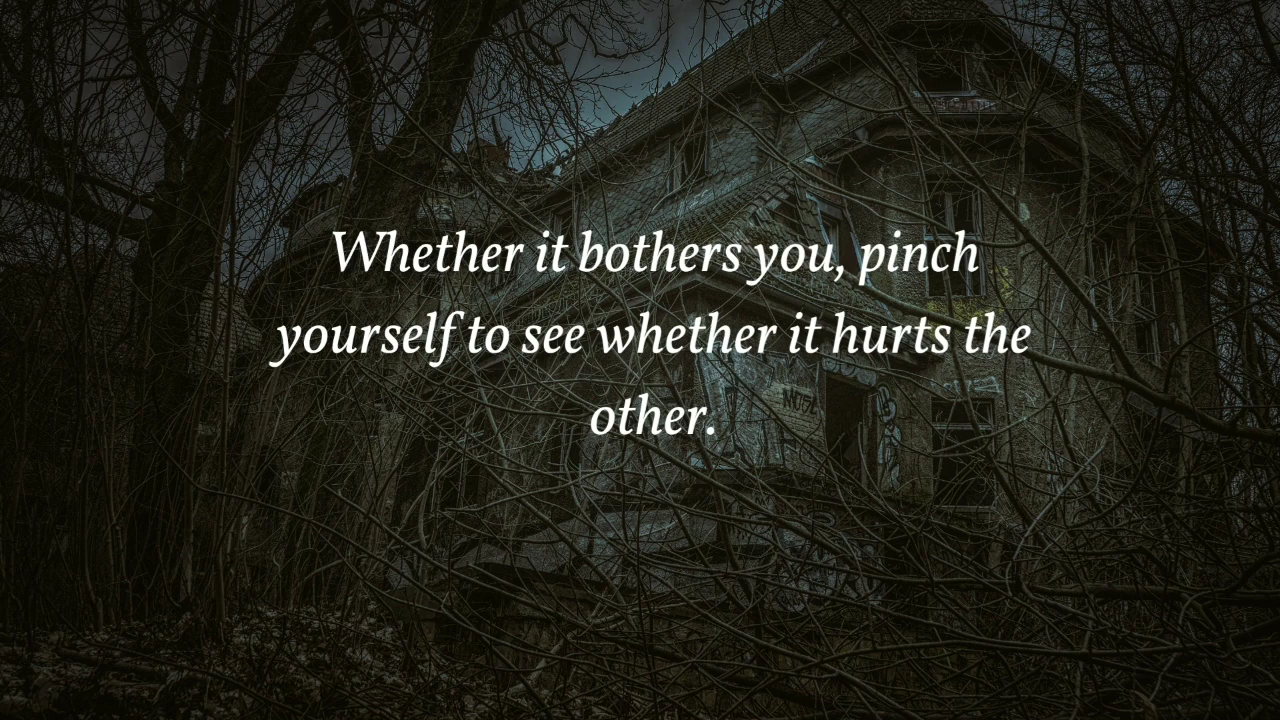 Whether it bothers you, pinch
yourself to see whether it hurts the
other.